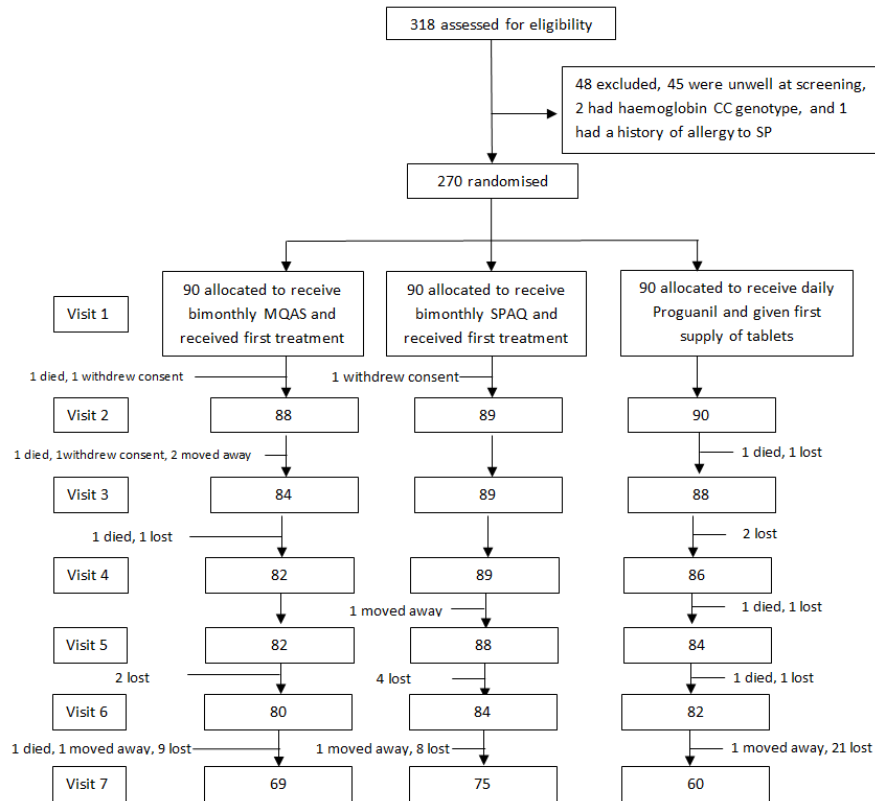 318 assessed for eligibility
48 excluded, 45 were unwell at screening,
2 had haemoglobin CC genotype, and 1
had a history of allergy to SP
270 randomised
Visit 1
90 allocated to receive
bimonthly MQAS and
received first treatment
90 allocated to receive
bimonthly SPAQ and
received first treatment
90 allocated to receive daily
Proguanil and given first
supply of tablets
1 died, 1 withdrew consent
1 withdrew consent
Visit 2
88
89
90
1 died, 1withdrew consent, 2 moved away
1 died, 1 lost
Visit 3
84
89
88
1 died, 1 lost
2 lost
Visit 4
82
89
86
1 moved away
1 died, 1 lost
Visit 5
82
88
84
2 lost
4 lost
1 died, 1 lost
Visit 6
80
84
82
1 died, 1 moved away, 9 lost
1 moved away, 8 lost
1 moved away, 21 lost
Visit 7
69
75
60